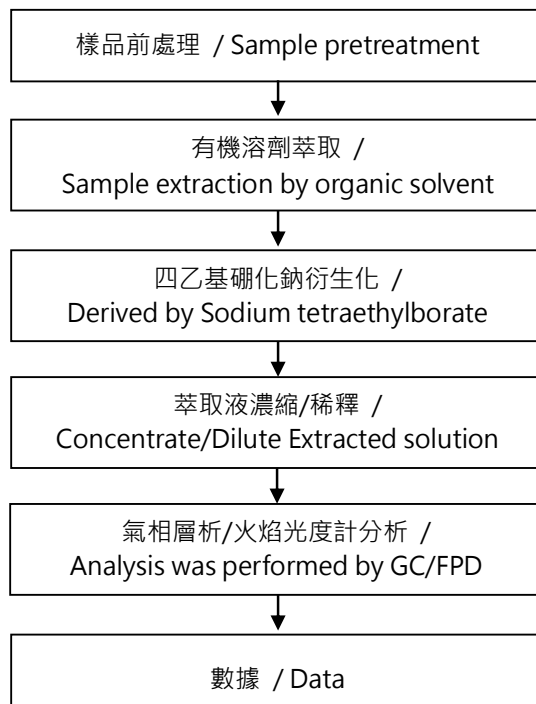 樣品前處理 / Sample pretreatment
有機溶劑萃取 /
Sample extraction by organic solvent
四乙基硼化鈉衍生化 /
Derived by Sodium tetraethylborate
萃取液濃縮/稀釋 /
Concentrate/Dilute Extracted solution
氣相層析/火焰光度計分析 /
Analysis was performed by GC/FPD
數據 / Data